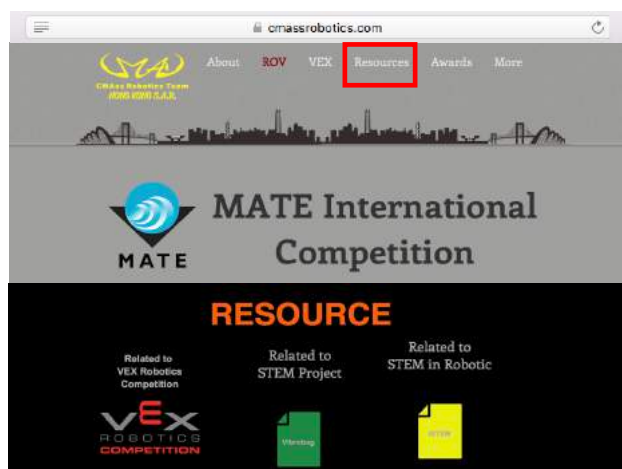 cmassrobotics.com
CMA
CMAss Robotics Team
HONG KONG S.A.R.
About ROV VEX Resources Awards More
MATE International
Competition
MATE
RESOURCE
Related to
VEX Robotics
Competition
Related to
STEM Project
Related to
STEM in Robotic
VEX
ROBOTICS
COMPETITION